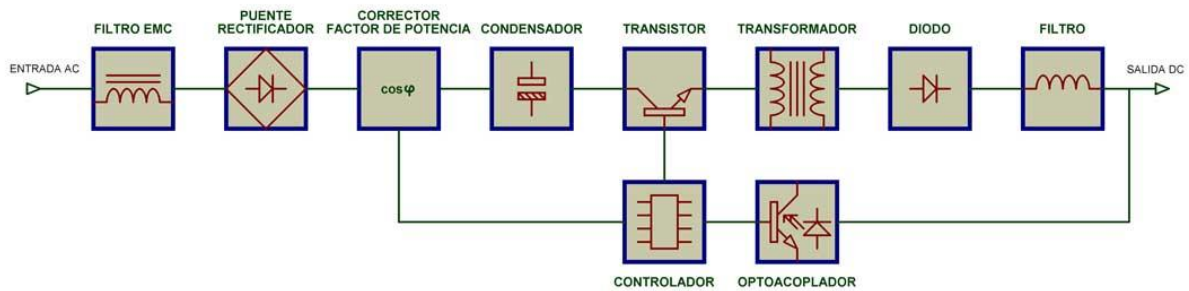 FILTRO EMC
PUENTE
RECTIFICADOR
CORRECTOR
FACTOR DE POTENCIA
CONDENSADOR
TRANSISTOR
TRANSFORMADOR
DIODO
FILTRO
ENTRADA AC
cosφ
SALIDA DC
CONTROLADOR
OPTOACOPLADOR